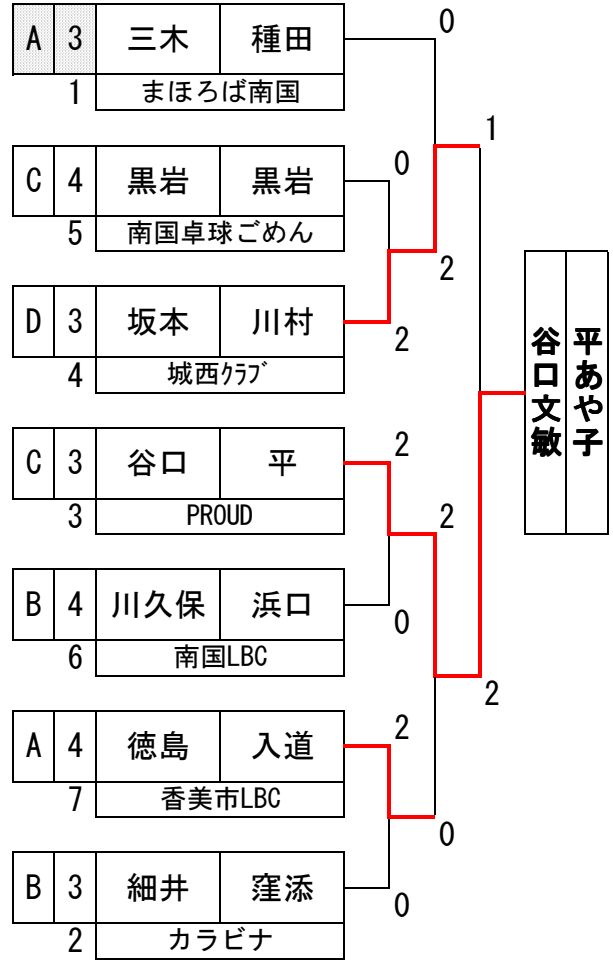 A 3 三木 種田
1 まほろば南国
C 4 黒岩 黒岩
5 南国卓球ごめん
D 3 坂本 川村
4 城西ｸﾗﾌﾞ
C 3 谷口 平
3 PROUD
B 4 川久保 浜口
6 南国LBC
A 4 徳島 入道
7 香美市LBC
B 3 細井 窪添
2 カラビナ
0
0
2
2
0
2
0
2
2
0
1
2
平あや子
谷口文敏